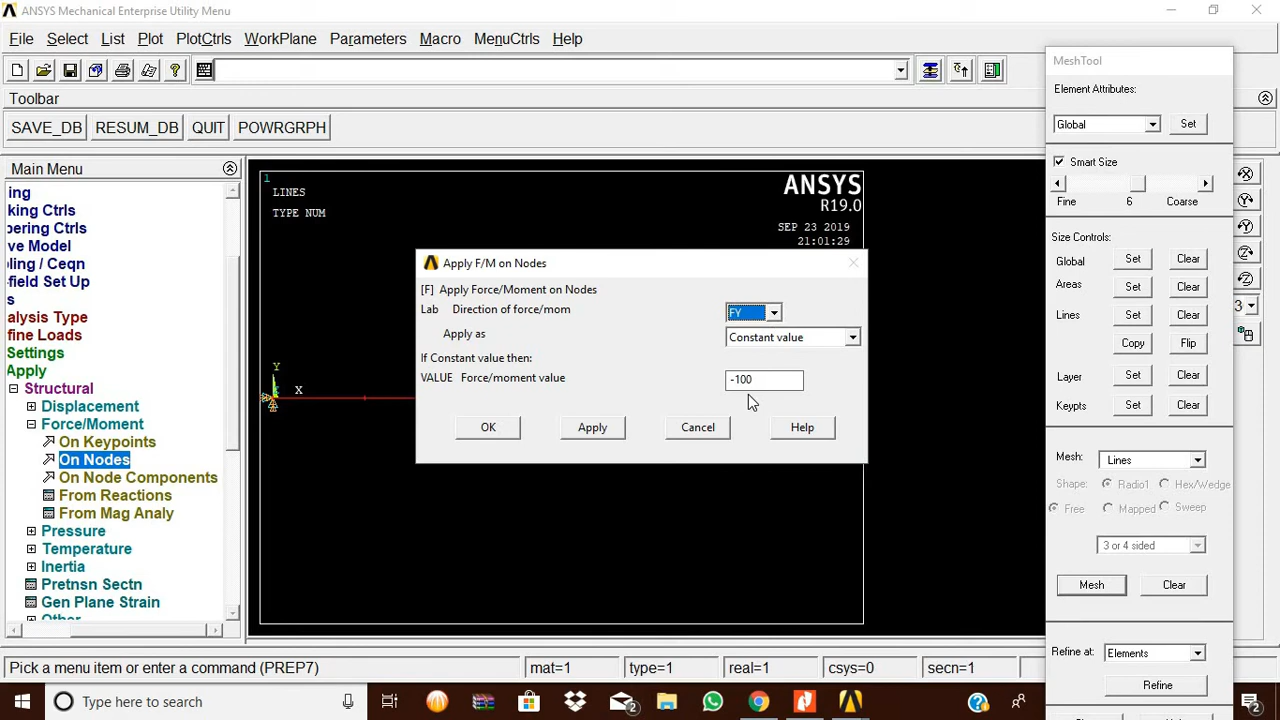 ANSYS Mechanical Enterprise Utility Menu
File Select List Plot PlotCtrls WorkPlane Parameters Macro MenuCtrls Help
Toolbar
SAVE_DB RESUM_DB QUIT POWRGRPH
Main Menu
ing
king Ctrls
bering Ctrls
ve Model
pling / Ceqn
field Set Up
s
alysis Type
fine Loads
Settings
Apply
Structural
Displacement
Force/Moment
On Keypoints
On Nodes
On Node Components
From Reactions
From Mag Analy
Pressure
Temperature
Inertia
Pretnsn Sectn
Gen Plane Strain
Other
1
LINES
TYPE NUM
ANSYS
R19.0
SEP 23 2019
21:01:29
Y
X
Apply F/M on Nodes
[F] Apply Force/Moment on Nodes
Lab Direction of force/mom FY
Apply as Constant value
If Constant value then:
VALUE Force/moment value -100
OK Apply Cancel Help
MeshTool
Element Attributes:
Global Set
Smart Size
Fine 6 Coarse
Size Controls:
Global Set Clear
Areas Set Clear
Lines Set Clear
Copy Flip
Layer Set Clear
Keypts Set Clear
Mesh: Lines
Shape: Radio1 Hex/Wedge
Free Mapped Sweep
3 or 4 sided
Mesh Clear
Refine at: Elements
Refine
3
Pick a menu item or enter a command (PREP7) mat=1 type=1 real=1 csys=0 secn=1
Type here to search
2
2